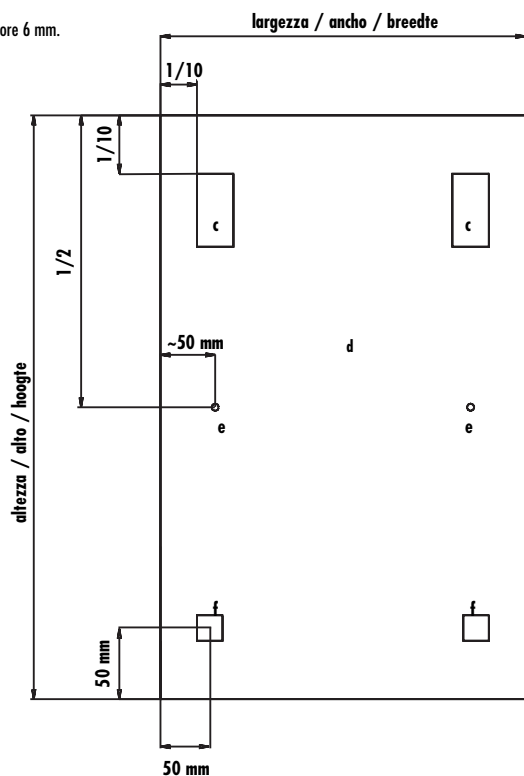 ore 6 mm.
largezza / ancho / breedte
1/10
1/10
c
c
1/2
~50 mm
d
altezza / alto / hoogte
e
e
f
f
50 mm
50 mm